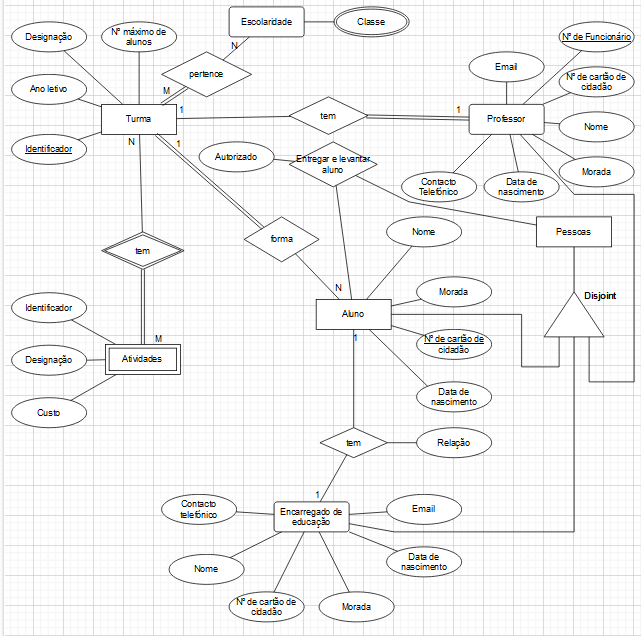 Escolaridade
Classe
Designação
Nº máximo de
alunos
Nº de Funcionário
N
pertence
Email
Nº de cartão de
cidadão
Ano letivo
M
Turma
1
tem
1
Professor
Nome
N
1
Identificador
Autorizado
Entregar e levantar
aluno
Morada
Contacto
Telefónico
Data de
nascimento
Nome
Pessoas
forma
tem
N
Morada
Disjoint
Identificador
Aluno
1
Nº de cartão de
cidadão
M
Designação
Atividades
Data de
nascimento
Custo
tem
Relação
1
Contacto
telefónico
Encarregado de
educação
Email
Nome
Data de
nascimento
Nº de cartão de
cidadão
Morada